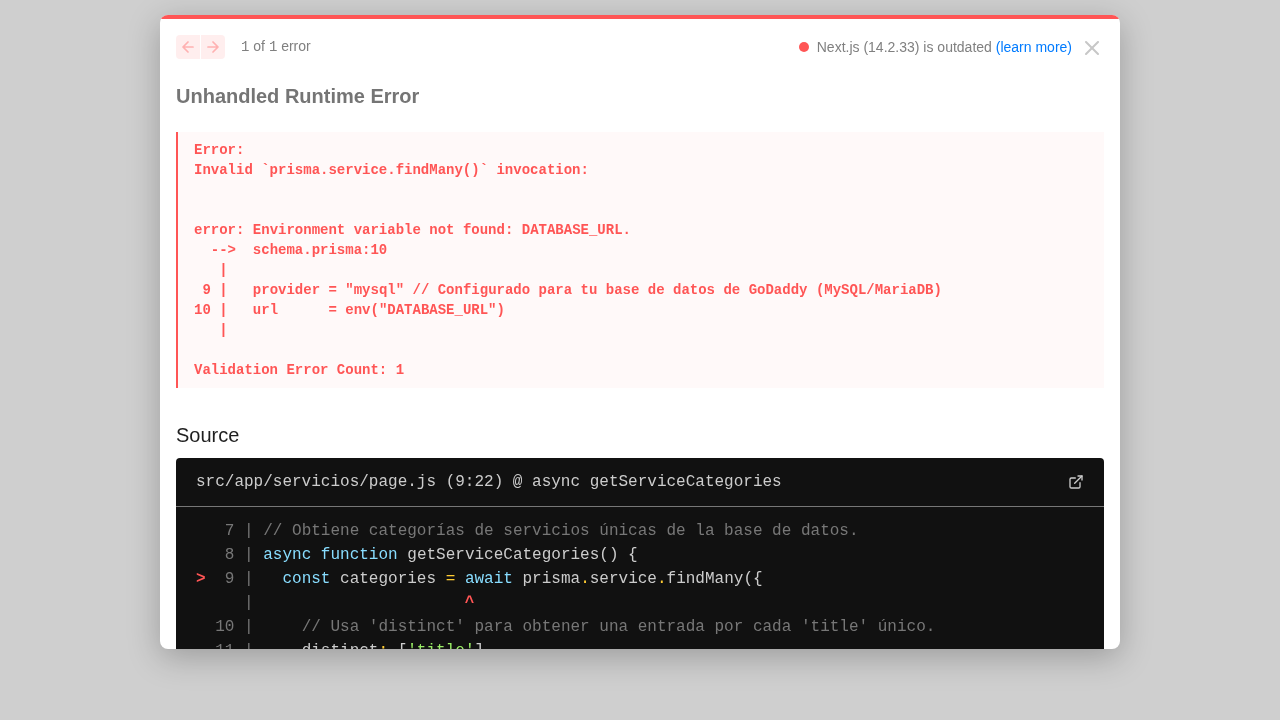 1 of 1 error
Next.js (14.2.33) is outdated (learn more)
Unhandled Runtime Error
Error:
Invalid `prisma.service.findMany()` invocation:
error: Environment variable not found: DATABASE_URL.
  -->  schema.prisma:10
   |
 9 |   provider = "mysql" // Configurado para tu base de datos de GoDaddy (MySQL/MariaDB)
10 |   url      = env("DATABASE_URL")
   |
Validation Error Count: 1
Source
src/app/servicios/page.js (9:22) @ async getServiceCategories
   7 | // Obtiene categorías de servicios únicas de la base de datos.
   8 | async function getServiceCategories() {
>  9 |   const categories = await prisma.service.findMany({
     |                      ^
  10 |     // Usa 'distinct' para obtener una entrada por cada 'title' único.
  11 |     distinct: ['title']